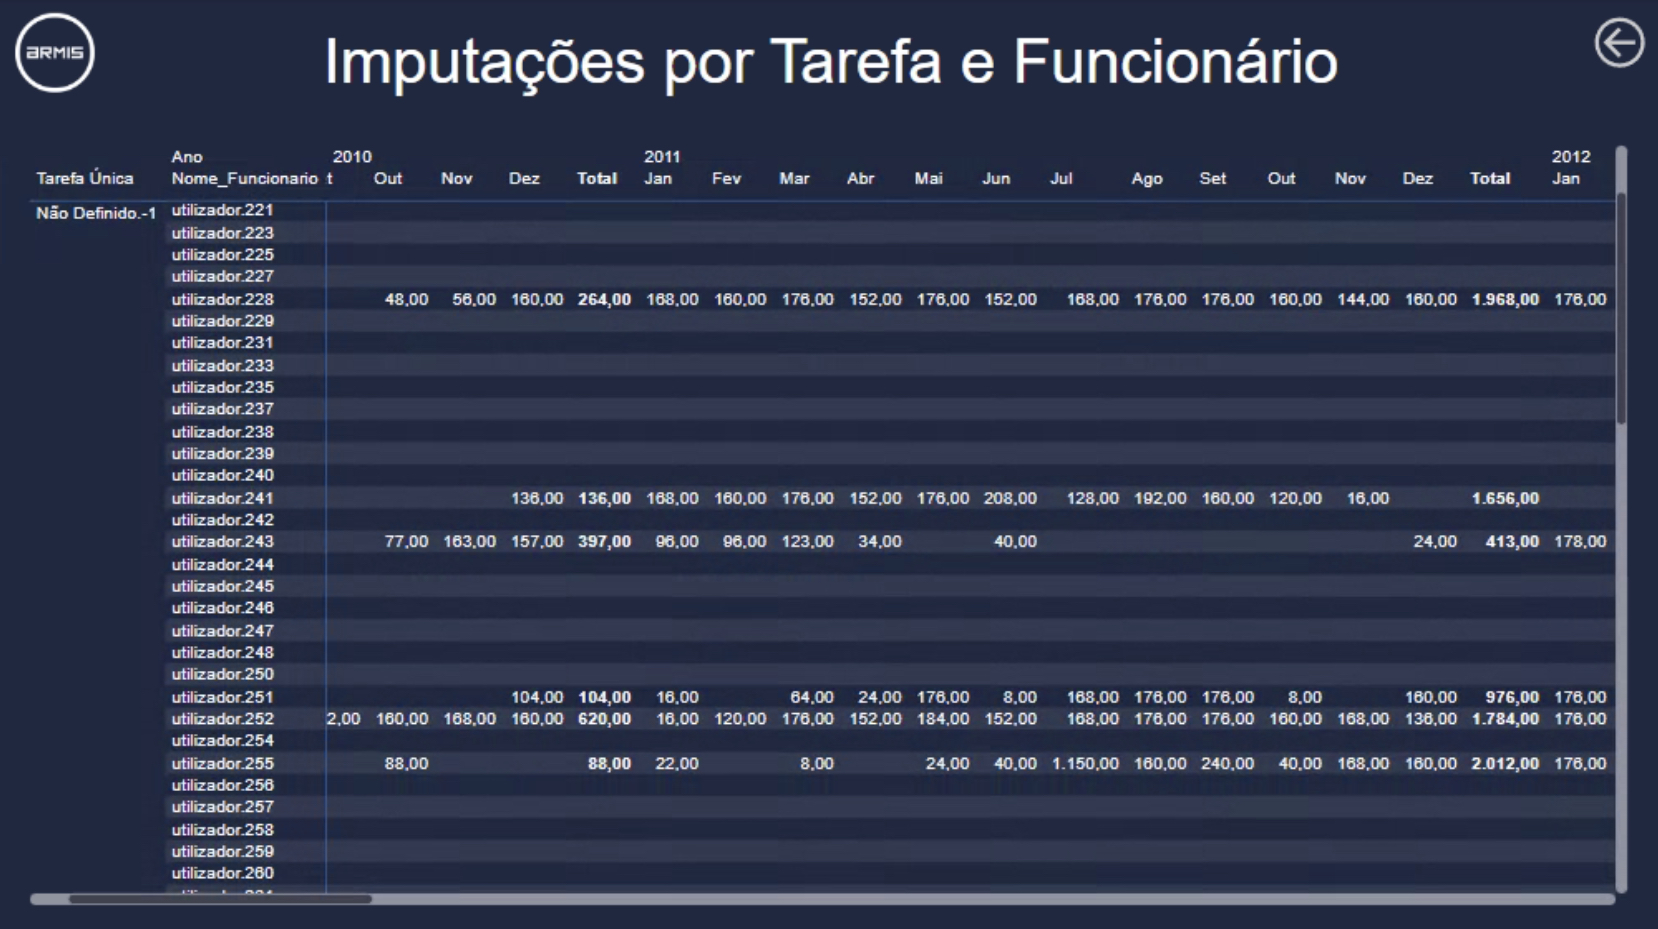 ARMIS
Imputações por Tarefa e Funcionário
Ano 2010 2011 2012
Tarefa Única Nome_Funcionario t Out Nov Dez Total Jan Fev Mar Abr Mai Jun Jul Ago Set Out Nov Dez Total Jan
Não Definido.-1 utilizador.221
utilizador.223
utilizador.225
utilizador.227
utilizador.228 48,00 56,00 160,00 264,00 168,00 160,00 176,00 152,00 176,00 152,00 168,00 176,00 176,00 160,00 144,00 160,00 1.968,00 176,00
utilizador.229
utilizador.231
utilizador.233
utilizador.235
utilizador.237
utilizador.238
utilizador.239
utilizador.240
utilizador.241 136,00 136,00 168,00 160,00 176,00 152,00 176,00 208,00 128,00 192,00 160,00 120,00 16,00 1.656,00
utilizador.242
utilizador.243 77,00 163,00 157,00 397,00 96,00 96,00 123,00 34,00 40,00 24,00 413,00 178,00
utilizador.244
utilizador.245
utilizador.246
utilizador.247
utilizador.248
utilizador.250
utilizador.251 104,00 104,00 16,00 64,00 24,00 176,00 8,00 168,00 176,00 176,00 8,00 160,00 976,00 176,00
utilizador.252 2,00 160,00 168,00 160,00 620,00 16,00 120,00 176,00 152,00 184,00 152,00 168,00 176,00 176,00 160,00 168,00 136,00 1.784,00 176,00
utilizador.254
utilizador.255 88,00 88,00 22,00 8,00 24,00 40,00 1.150,00 160,00 240,00 40,00 168,00 160,00 2.012,00 176,00
utilizador.256
utilizador.257
utilizador.258
utilizador.259
utilizador.260